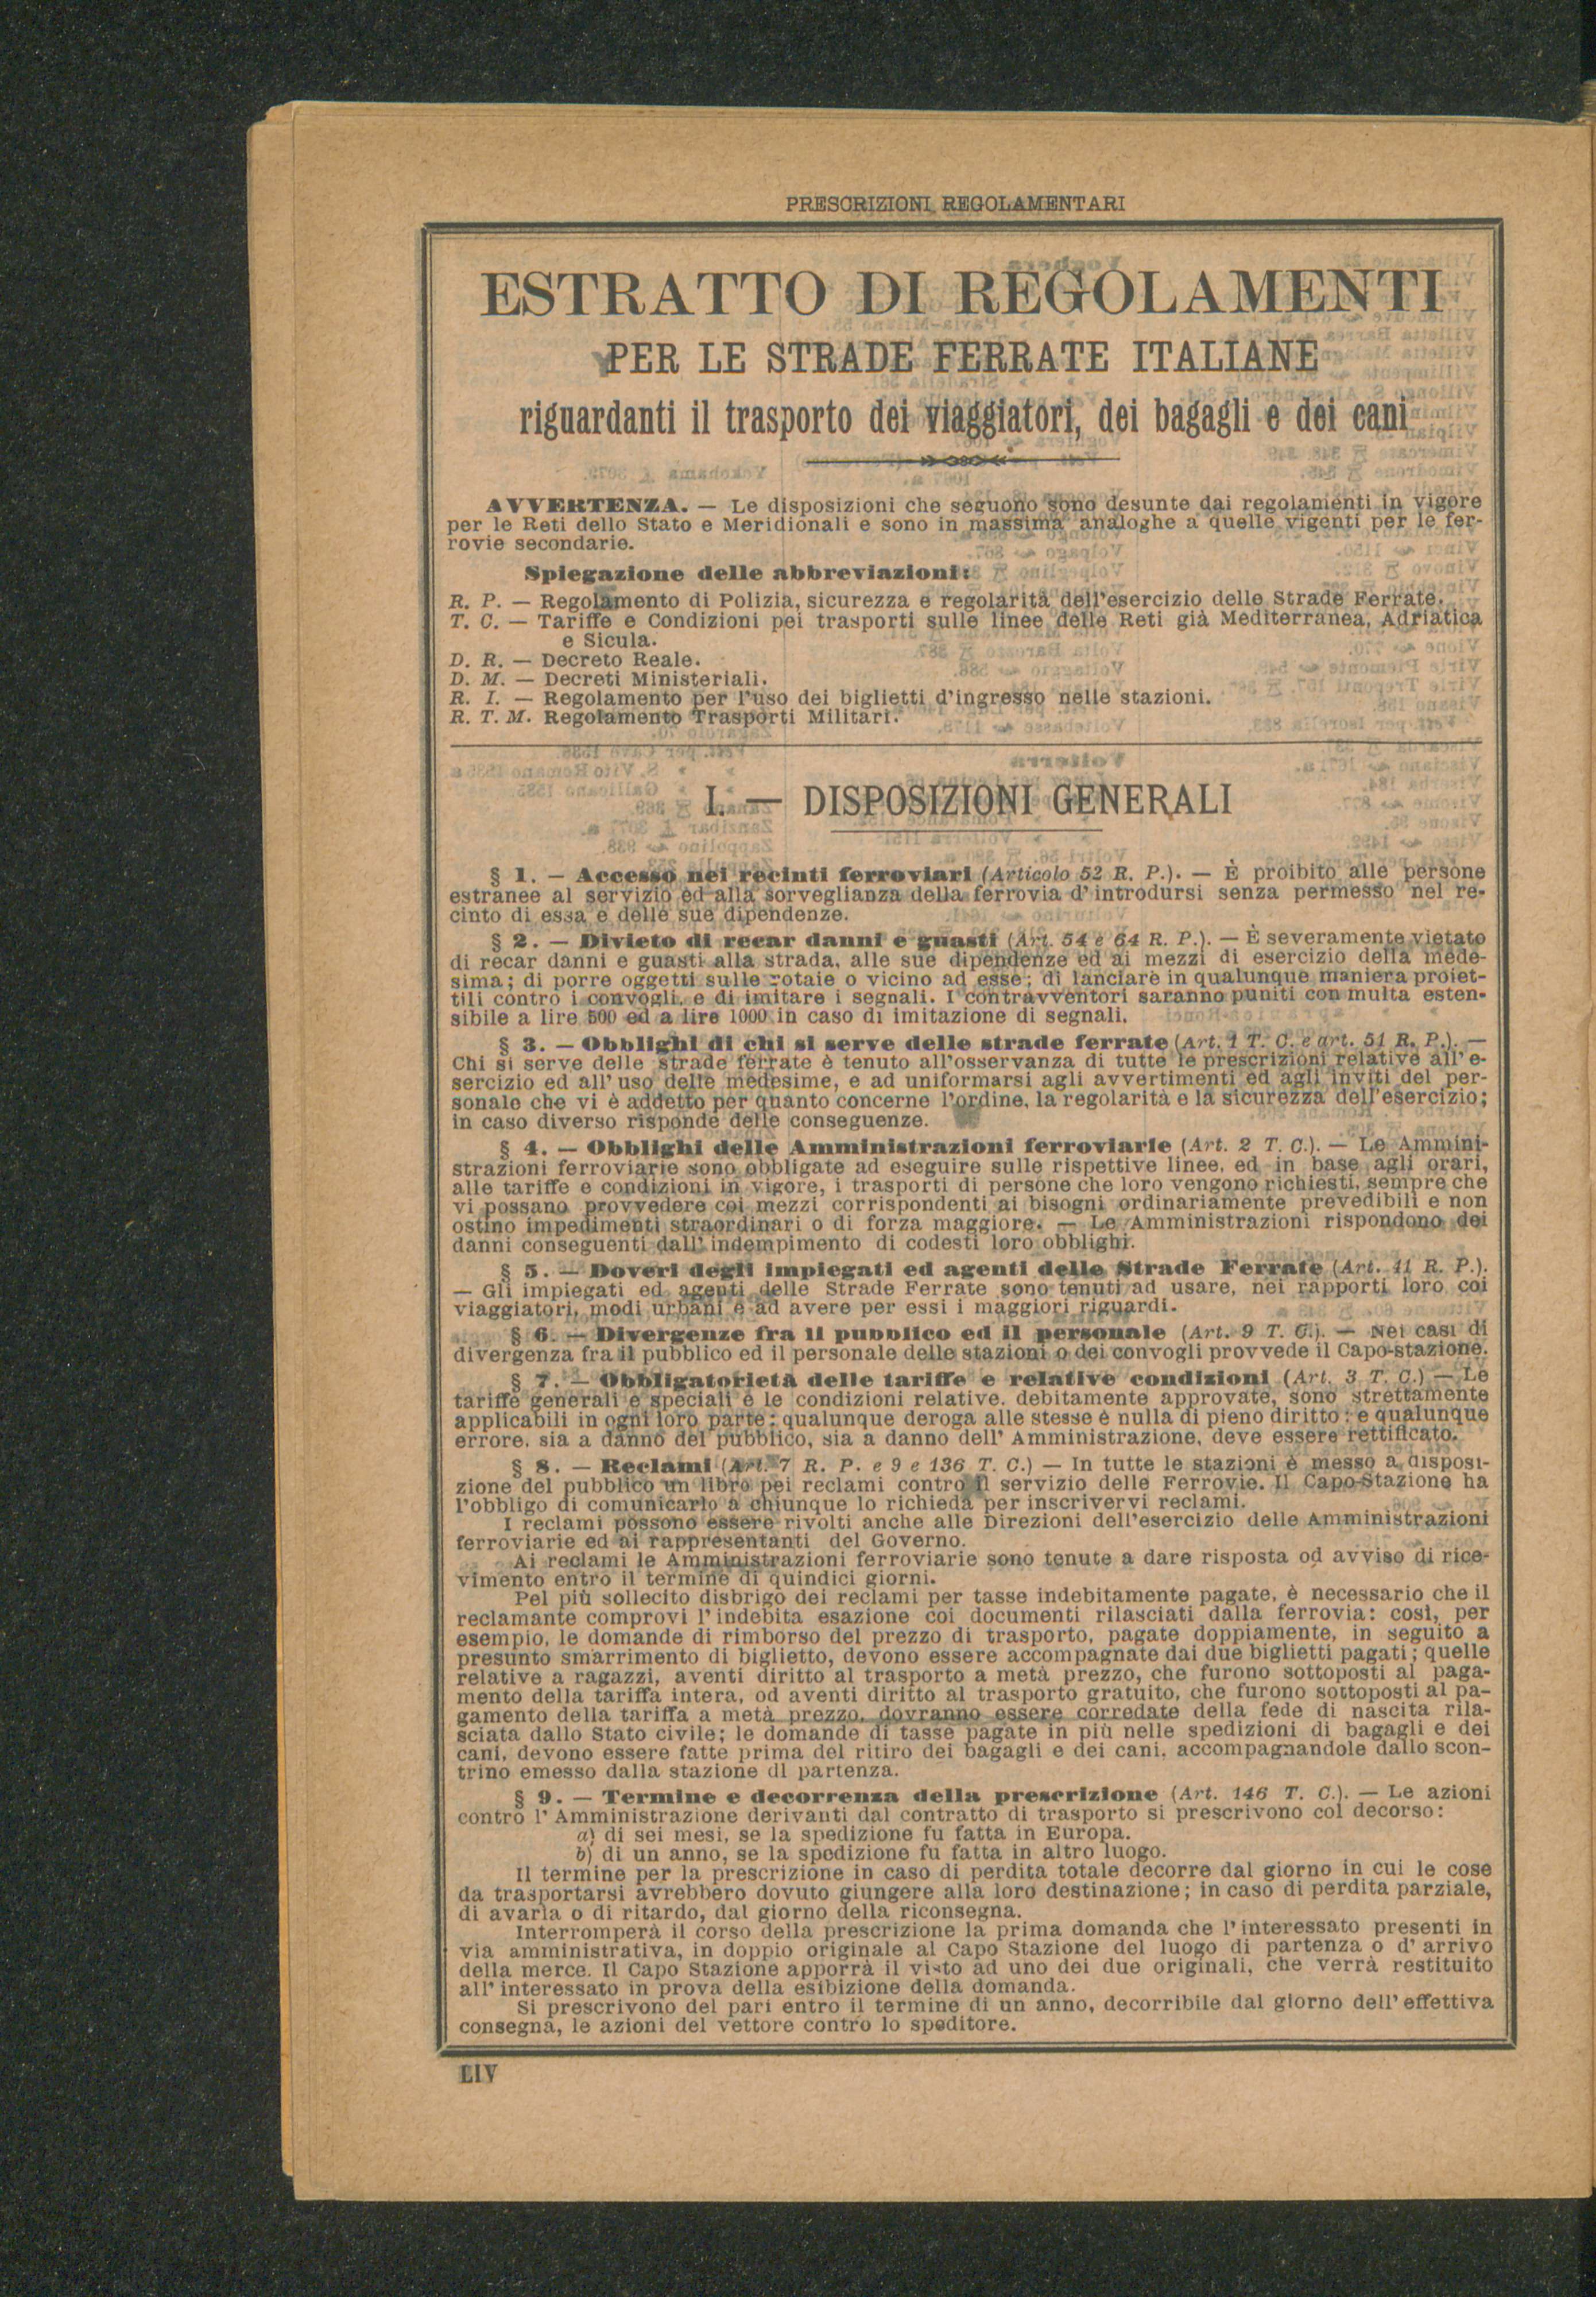 PRESCRIZIONI REGOLAMENTARI
ESTRATTO DI REGOLAMENTI
PER LE STRADE FERRATE ITALIANE
riguardanti il trasporto dei viaggiatori, dei bagagli e dei cani
AVVERTENZA. — Le disposizioni che seguono sono desunte dai regolamenti in vigore
per le Reti dello Stato e Meridionali e sono in massima analoghe a quelle vigenti per le fer-
rovie secondarie.
Spiegazione delle abbreviazioni:
R. P. — Regolamento di Polizia, sicurezza e regolarità dell'esercizio delle Strade Ferrate.
T. C. — Tariffe e Condizioni pei trasporti sulle linee delle Reti già Mediterranea, Adriatica
e Sicula.
D. R. — Decreto Reale.
D. M. — Decreti Ministeriali.
R. I. — Regolamento per l'uso dei biglietti d'ingresso nelle stazioni.
R. T. M. Regolamento Trasporti Militari.
I. — DISPOSIZIONI GENERALI
§ 1. — Accesso nei recinti ferroviari (Articolo 52 R. P.). — È proibito alle persone
estranee al servizio ed alla sorveglianza della ferrovia d' introdursi senza permesso nel re-
cinto di essa e delle sue dipendenze.
§ 2. — Divieto di recar danni e guasti (Art. 54 e 64 R. P.). — È severamente vietato
di recar danni e guasti alla strada, alle sue dipendenze ed ai mezzi di esercizio della mede-
sima; di porre oggetti sulle rotaie o vicino ad esse; di lanciare in qualunque maniera proiet-
tili contro i convogli, e di imitare i segnali. I contravventori saranno puniti con multa esten-
sibile a lire 500 ed a lire 1000 in caso di imitazione di segnali.
§ 3. — Obblighi di chi si serve delle strade ferrate (Art. 1 T. C. e art. 51 R. P.). —
Chi si serve delle strade ferrate è tenuto all'osservanza di tutte le prescrizioni relative all' e-
sercizio ed all' uso delle medesime, e ad uniformarsi agli avvertimenti ed agli inviti del per-
sonale che vi è addetto per quanto concerne l'ordine, la regolarità e la sicurezza dell'esercizio;
in caso diverso risponde delle conseguenze.
§ 4. — Obblighi delle Amministrazioni ferroviarie (Art. 2 T. C.). — Le Ammini-
strazioni ferroviarie sono obbligate ad eseguire sulle rispettive linee, ed in base agli orari,
alle tariffe e condizioni in vigore, i trasporti di persone che loro vengono richiesti, sempre che
vi possano provvedere coi mezzi corrispondenti ai bisogni ordinariamente prevedibili e non
ostino impedimenti straordinari o di forza maggiore. — Le Amministrazioni rispondono dei
danni conseguenti dall' indempimento di codesti loro obblighi.
§ 5. — Doveri degli impiegati ed agenti delle Strade Ferrate (Art. 11 R. P.).
— Gli impiegati ed agenti delle Strade Ferrate sono tenuti ad usare, nei rapporti loro coi
viaggiatori, modi urbani e ad avere per essi i maggiori riguardi.
§ 6. — Divergenze fra il pubblico ed il personale (Art. 9 T. C.). — Nei casi di
divergenza fra il pubblico ed il personale delle stazioni o dei convogli provvede il Capo-stazione.
§ 7. — Obbligatorietà delle tariffe e relative condizioni (Art. 3 T. C.) — Le
tariffe generali e speciali e le condizioni relative. debitamente approvate, sono strettamente
applicabili in ogni loro parte; qualunque deroga alle stesse è nulla di pieno diritto; e qualunque
errore, sia a danno del pubblico, sia a danno dell' Amministrazione, deve essere rettificato.
§ 8. — Reclami (Art. 7 R. P. e 9 e 136 T. C.) — In tutte le stazioni è messo a disposi-
zione del pubblico un libro pei reclami contro il servizio delle Ferrovie. Il Capo-Stazione ha
l'obbligo di comunicarlo a chiunque lo richieda per inscrivervi reclami.
I reclami possono essere rivolti anche alle Direzioni dell'esercizio delle Amministrazioni
ferroviarie ed ai rappresentanti del Governo.
Ai reclami le Amministrazioni ferroviarie sono tenute a dare risposta od avviso di rice-
vimento entro il termine di quindici giorni.
Pel più sollecito disbrigo dei reclami per tasse indebitamente pagate, è necessario che il
reclamante comprovi l' indebita esazione coi documenti rilasciati dalla ferrovia: così, per
esempio, le domande di rimborso del prezzo di trasporto, pagate doppiamente, in seguito a
presunto smarrimento di biglietto, devono essere accompagnate dai due biglietti pagati; quelle
relative a ragazzi, aventi diritto al trasporto a metà prezzo, che furono sottoposti al paga-
mento della tariffa intera, od aventi diritto al trasporto gratuito, che furono sottoposti al pa-
gamento della tariffa a metà prezzo, dovranno essere corredate della fede di nascita rila-
sciata dallo Stato civile; le domande di tasse pagate in più nelle spedizioni di bagagli e dei
cani, devono essere fatte prima del ritiro dei bagagli e dei cani, accompagnandole dallo scon-
trino emesso dalla stazione di partenza.
§ 9. — Termine e decorrenza della prescrizione (Art. 146 T. C.). — Le azioni
contro l' Amministrazione derivanti dal contratto di trasporto si prescrivono col decorso:
a) di sei mesi, se la spedizione fu fatta in Europa.
b) di un anno, se la spedizione fu fatta in altro luogo.
Il termine per la prescrizione in caso di perdita totale decorre dal giorno in cui le cose
da trasportarsi avrebbero dovuto giungere alla loro destinazione; in caso di perdita parziale,
di avaria o di ritardo, dal giorno della riconsegna.
Interromperà il corso della prescrizione la prima domanda che l' interessato presenti in
via amministrativa, in doppio originale al Capo Stazione del luogo di partenza o d' arrivo
della merce. Il Capo Stazione apporrà il visto ad uno dei due originali, che verrà restituito
all' interessato in prova della esibizione della domanda.
Si prescrivono del pari entro il termine di un anno, decorribile dal giorno dell' effettiva
consegna, le azioni del vettore contro lo speditore.
LIV